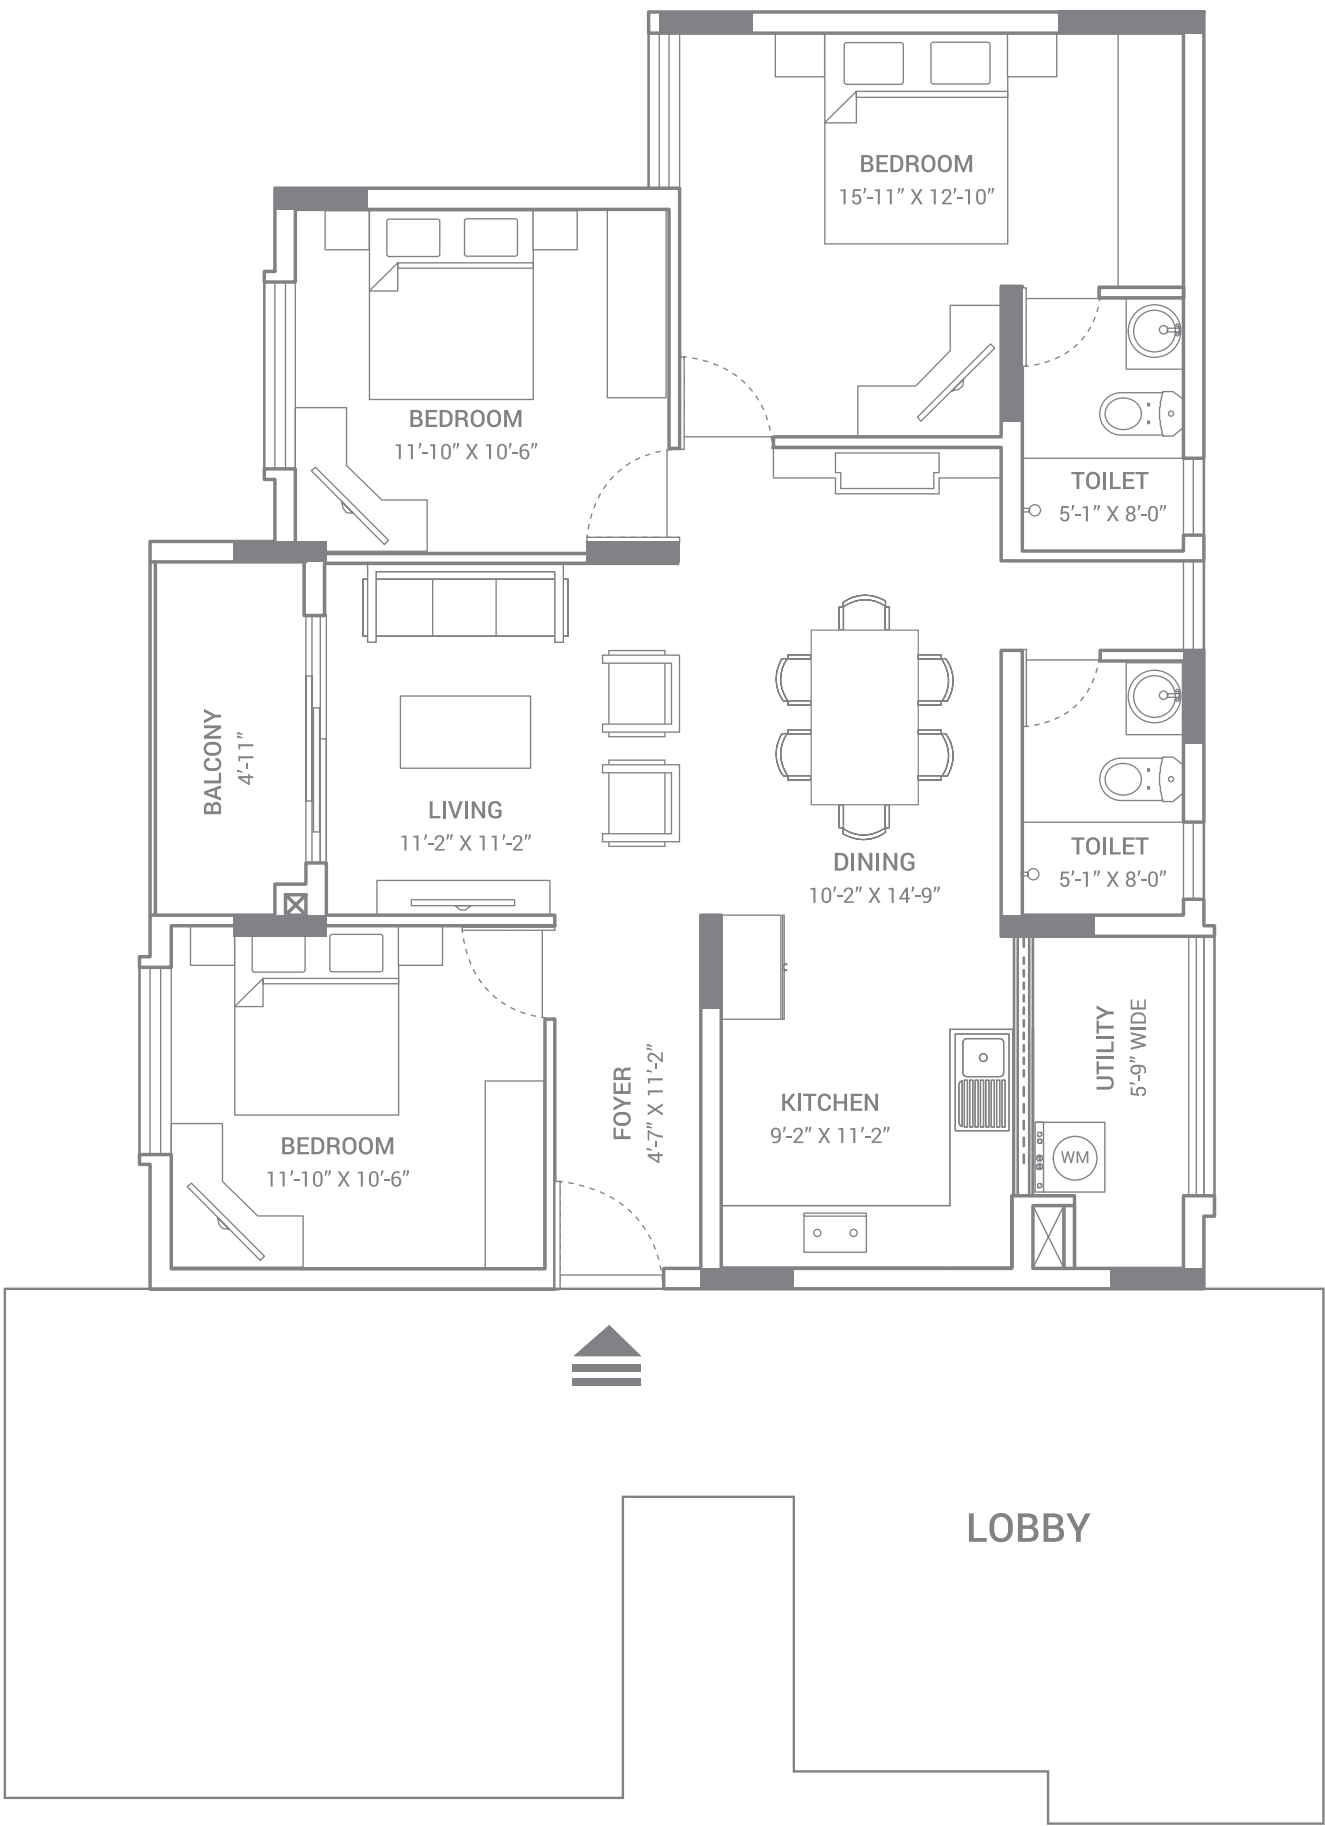 BEDROOM
15’-11” X 12’-10”
BEDROOM
11’-10” X 10’-6”
TOILET
5’-1” X 8’-0”
BALCONY
4’-11”
LIVING
11’-2” X 11’-2”
DINING
10’-2” X 14’-9”
TOILET
5’-1” X 8’-0”
BEDROOM
11’-10” X 10’-6”
FOYER
4’-7” X 11’-2”
KITCHEN
9’-2” X 11’-2”
UTILITY
5’-9” WIDE
WM
LOBBY